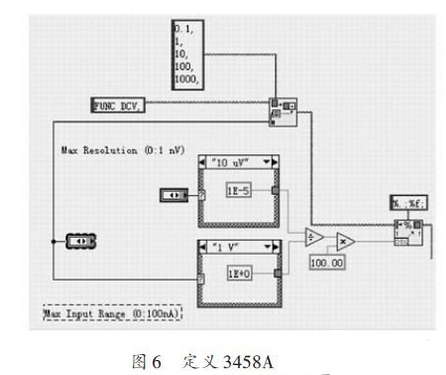 0.1,
1,
10,
100,
1000,
FUNC DCV,
Max Resolution (0:1 nV)
"10 uV"
1E-5
%.;%f;
"1 V"
1E+0
100.00
Max Input Range (0:100nA)
图6 定义3458A